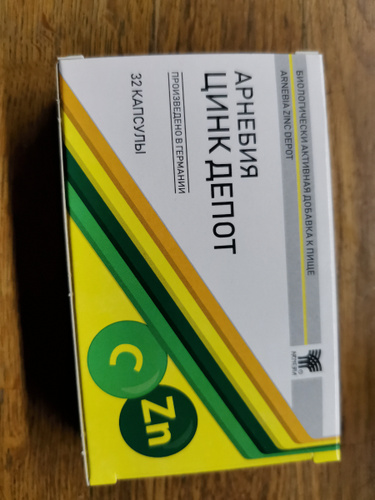 БИОЛОГИЧЕСКИ АКТИВНАЯ ДОБАВКА К ПИЩЕ
ARNEBIA ZINC DEPOT
АРНЕБИЯ
ЦИНК ДЕПОТ
ПРОИЗВЕДЕНО В ГЕРМАНИИ
32 КАПСУЛЫ
C
Zn